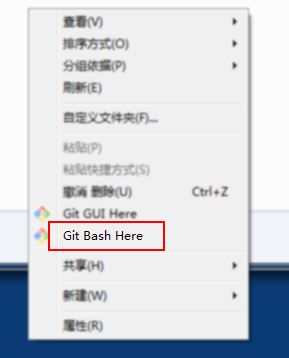 查看(V)
排序方式(O)
分组依据(P)
刷新(E)
自定义文件夹(F)...
粘贴(P)
粘贴快捷方式(S)
撤消 删除(U) Ctrl+Z
Git GUI Here
Git Bash Here
共享(H)
新建(W)
属性(R)